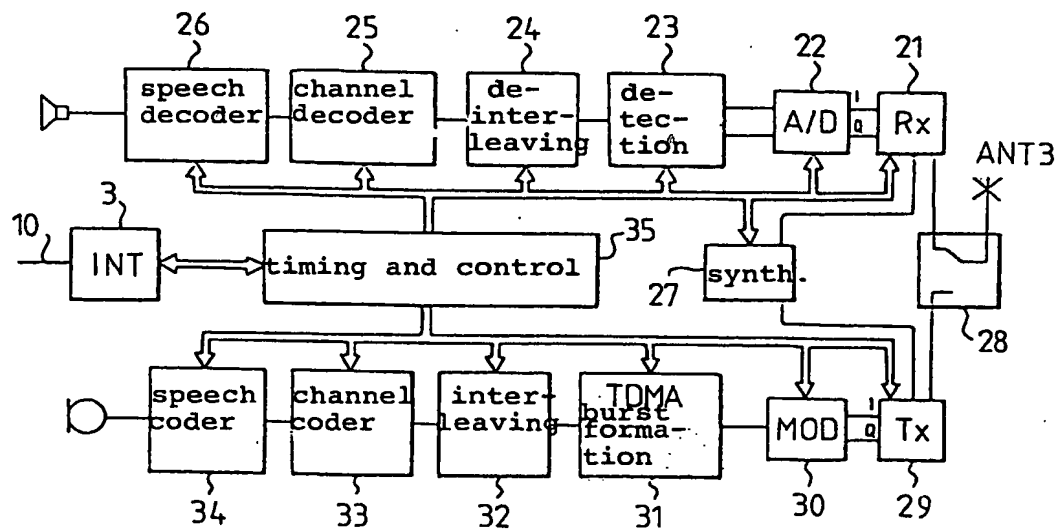 26 25 24 23 22 21
speech
decoder
channel
decoder
de-
inter-
leaving
de-
tec-
tion
A/D
I
Q
Rx
ANT3
10
3
INT
timing and control
35
27
synth.
28
speech
coder
channel
coder
inter-
leaving
TDMA
burst
forma-
tion
MOD
I
Q
Tx
34 33 32 31 30 29